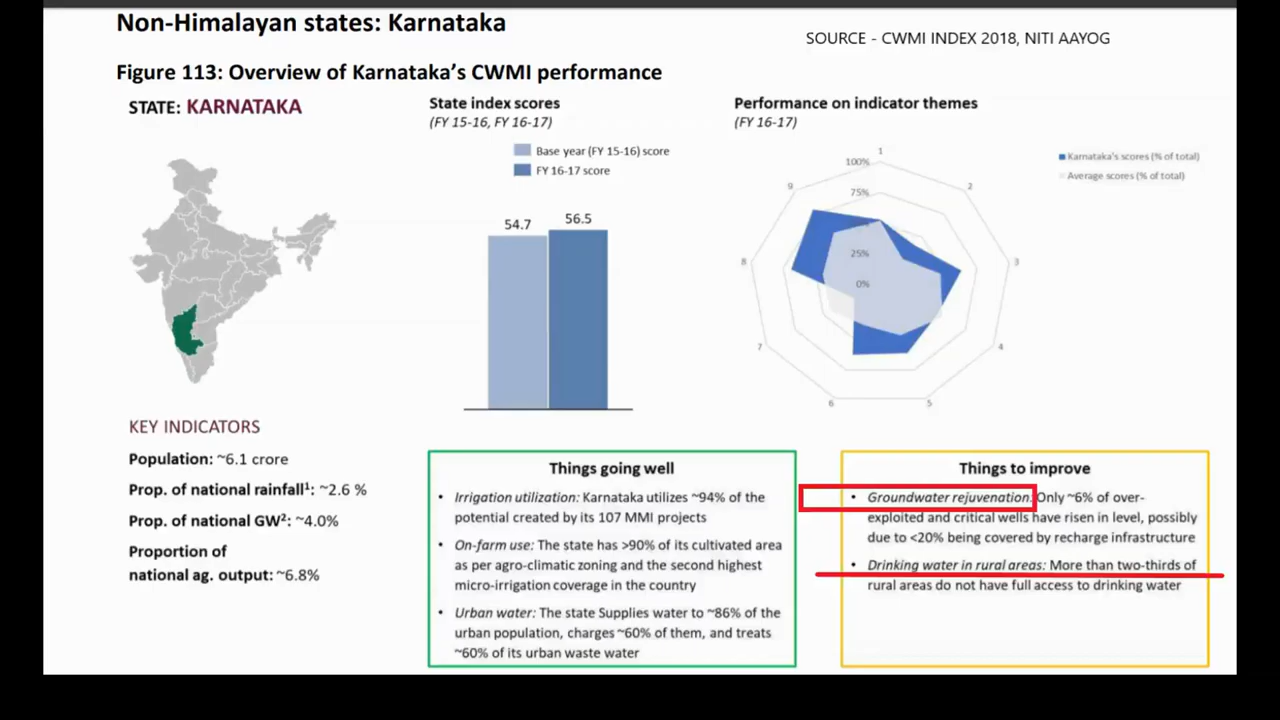 Non-Himalayan states: Karnataka
SOURCE - CWMI INDEX 2018, NITI AAYOG
Figure 113: Overview of Karnataka's CWMI performance
STATE: KARNATAKA
State index scores
(FY 15-16, FY 16-17)
Base year (FY 15-16) score
FY 16-17 score
54.7
56.5
Performance on indicator themes
(FY 16-17)
Karnataka's scores (% of total)
Average scores (% of total)
1
100%
2
9
75%
25%
8
3
0%
7
4
6
5
KEY INDICATORS
Population: ~6.1 crore
Prop. of national rainfall¹: ~2.6 %
Prop. of national GW²: ~4.0%
Proportion of
national ag. output: ~6.8%
Things going well
• Irrigation utilization: Karnataka utilizes ~94% of the
potential created by its 107 MMI projects
• On-farm use: The state has >90% of its cultivated area
as per agro-climatic zoning and the second highest
micro-irrigation coverage in the country
• Urban water: The state Supplies water to ~86% of the
urban population, charges ~60% of them, and treats
~60% of its urban waste water
Things to improve
• Groundwater rejuvenation: Only ~6% of over-
exploited and critical wells have risen in level, possibly
due to <20% being covered by recharge infrastructure
• Drinking water in rural areas: More than two-thirds of
rural areas do not have full access to drinking water